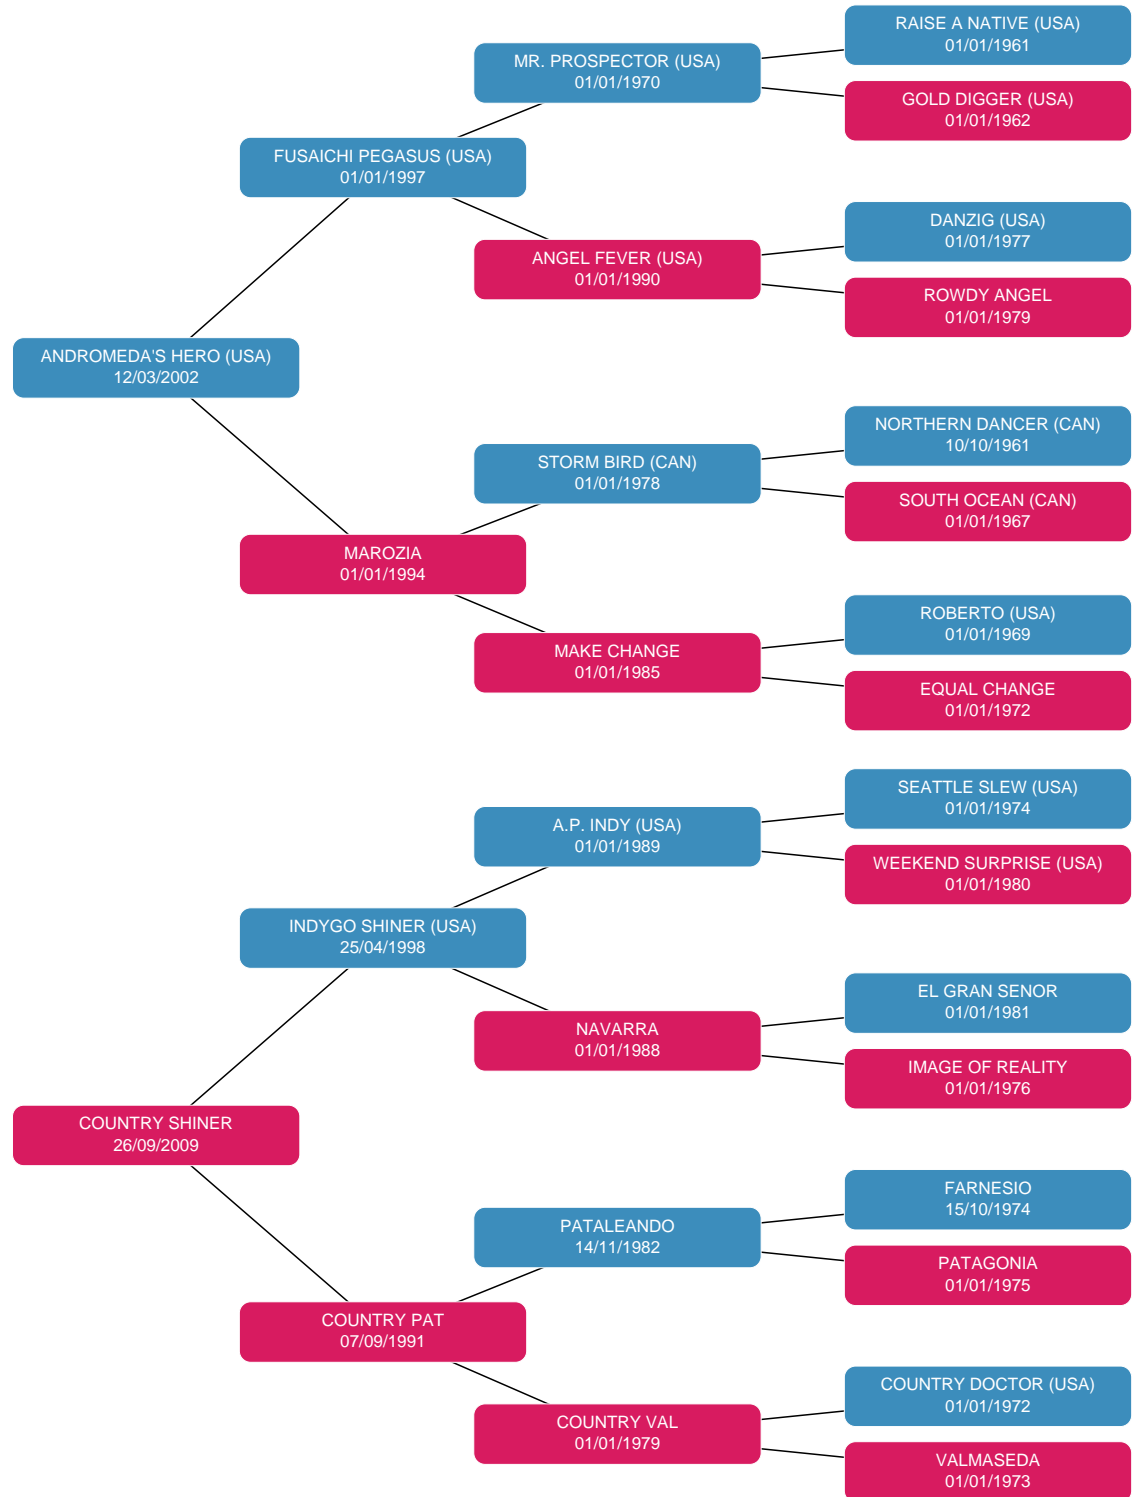 RAISE A NATIVE (USA)
01/01/1961
MR. PROSPECTOR (USA)
01/01/1970
GOLD DIGGER (USA)
01/01/1962
FUSAICHI PEGASUS (USA)
01/01/1997
DANZIG (USA)
01/01/1977
ANGEL FEVER (USA)
01/01/1990
ROWDY ANGEL
01/01/1979
ANDROMEDA'S HERO (USA)
12/03/2002
NORTHERN DANCER (CAN)
10/10/1961
STORM BIRD (CAN)
01/01/1978
SOUTH OCEAN (CAN)
01/01/1967
MAROZIA
01/01/1994
ROBERTO (USA)
01/01/1969
MAKE CHANGE
01/01/1985
EQUAL CHANGE
01/01/1972
SEATTLE SLEW (USA)
01/01/1974
A.P. INDY (USA)
01/01/1989
WEEKEND SURPRISE (USA)
01/01/1980
INDYGO SHINER (USA)
25/04/1998
EL GRAN SENOR
01/01/1981
NAVARRA
01/01/1988
IMAGE OF REALITY
01/01/1976
COUNTRY SHINER
26/09/2009
FARNESIO
15/10/1974
PATALEANDO
14/11/1982
PATAGONIA
01/01/1975
COUNTRY PAT
07/09/1991
COUNTRY DOCTOR (USA)
01/01/1972
COUNTRY VAL
01/01/1979
VALMASEDA
01/01/1973